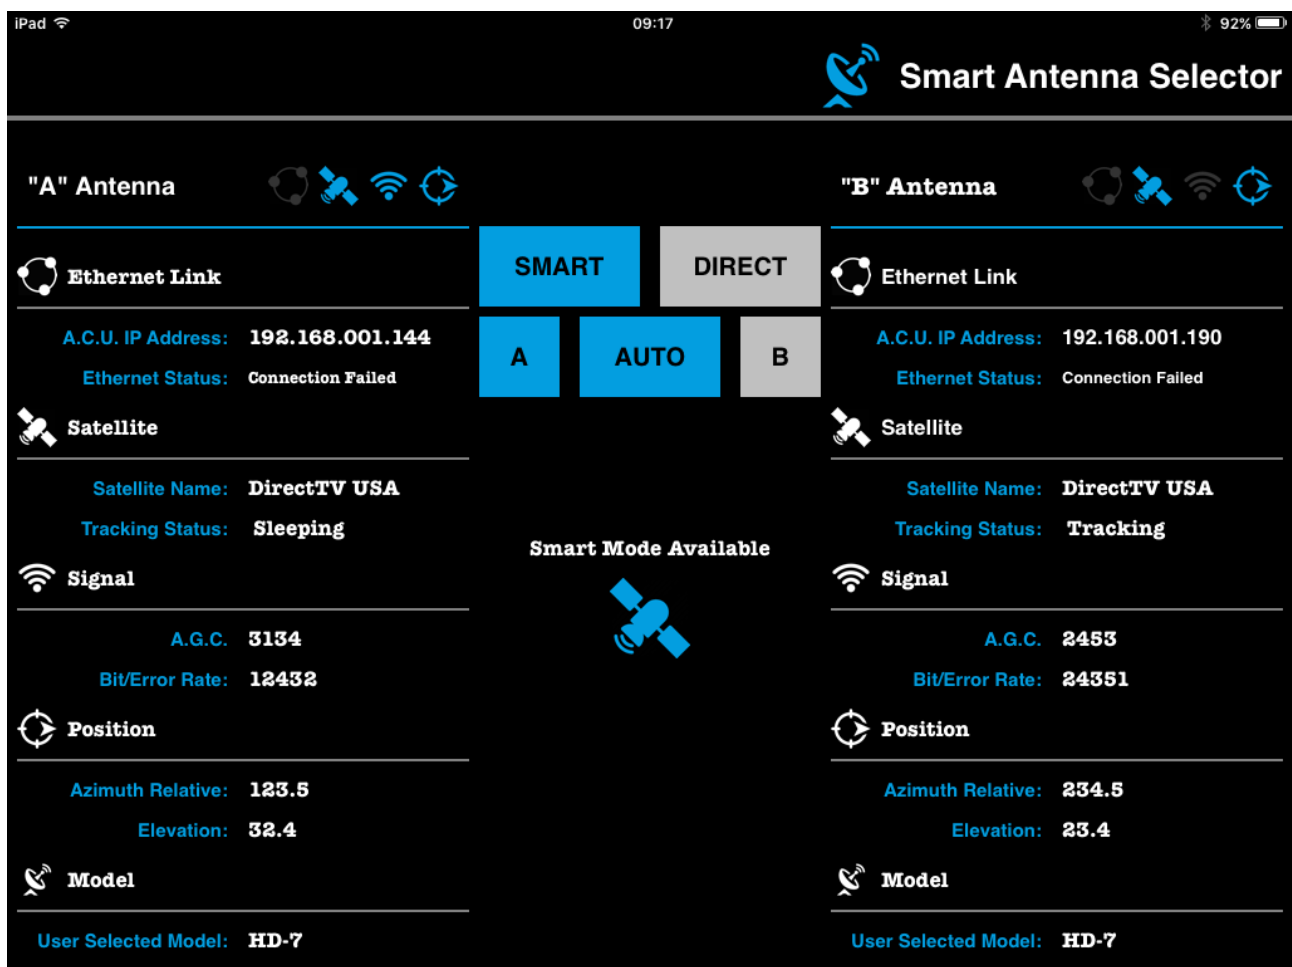 iPad 09:17 92%
Smart Antenna Selector
"A" Antenna
Ethernet Link
A.C.U. IP Address: 192.168.001.144
Ethernet Status: Connection Failed
Satellite
Satellite Name: DirectTV USA
Tracking Status: Sleeping
Signal
A.G.C. 3134
Bit/Error Rate: 12432
Position
Azimuth Relative: 123.5
Elevation: 32.4
Model
User Selected Model: HD-7
SMART DIRECT
A AUTO B
Smart Mode Available
"B" Antenna
Ethernet Link
A.C.U. IP Address: 192.168.001.190
Ethernet Status: Connection Failed
Satellite
Satellite Name: DirectTV USA
Tracking Status: Tracking
Signal
A.G.C. 2453
Bit/Error Rate: 24351
Position
Azimuth Relative: 234.5
Elevation: 23.4
Model
User Selected Model: HD-7